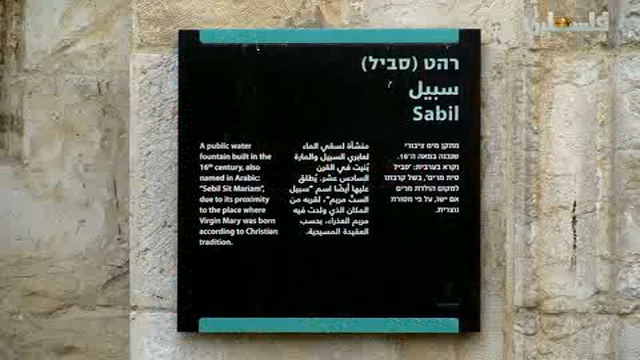 فلسطين
רהט (סביל)
سبيل
Sabil
A public water
fountain built in the
16th century, also
named in Arabic:
"Sebil Sit Mariam",
due to its proximity
to the place where
Virgin Mary was born
according to Christian
tradition.
منشأة لسقي الماء
لعابري السبيل والمارة
بُنيت في القرن
السادس عشر. يُطلق
عليها أيضًا اسم "سبيل
الست مريم"، لقربه من
المكان الذي ولدت فيه
مريم العذراء، بحسب
العقيدة المسيحية.
מתקן מים ציבורי
שנבנה במאה ה־16.
נקרא בערבית: "סביל
סית מרים", בשל קרבתו
למקום הולדת מרים
אם ישו, על פי מסורת
נוצרית.